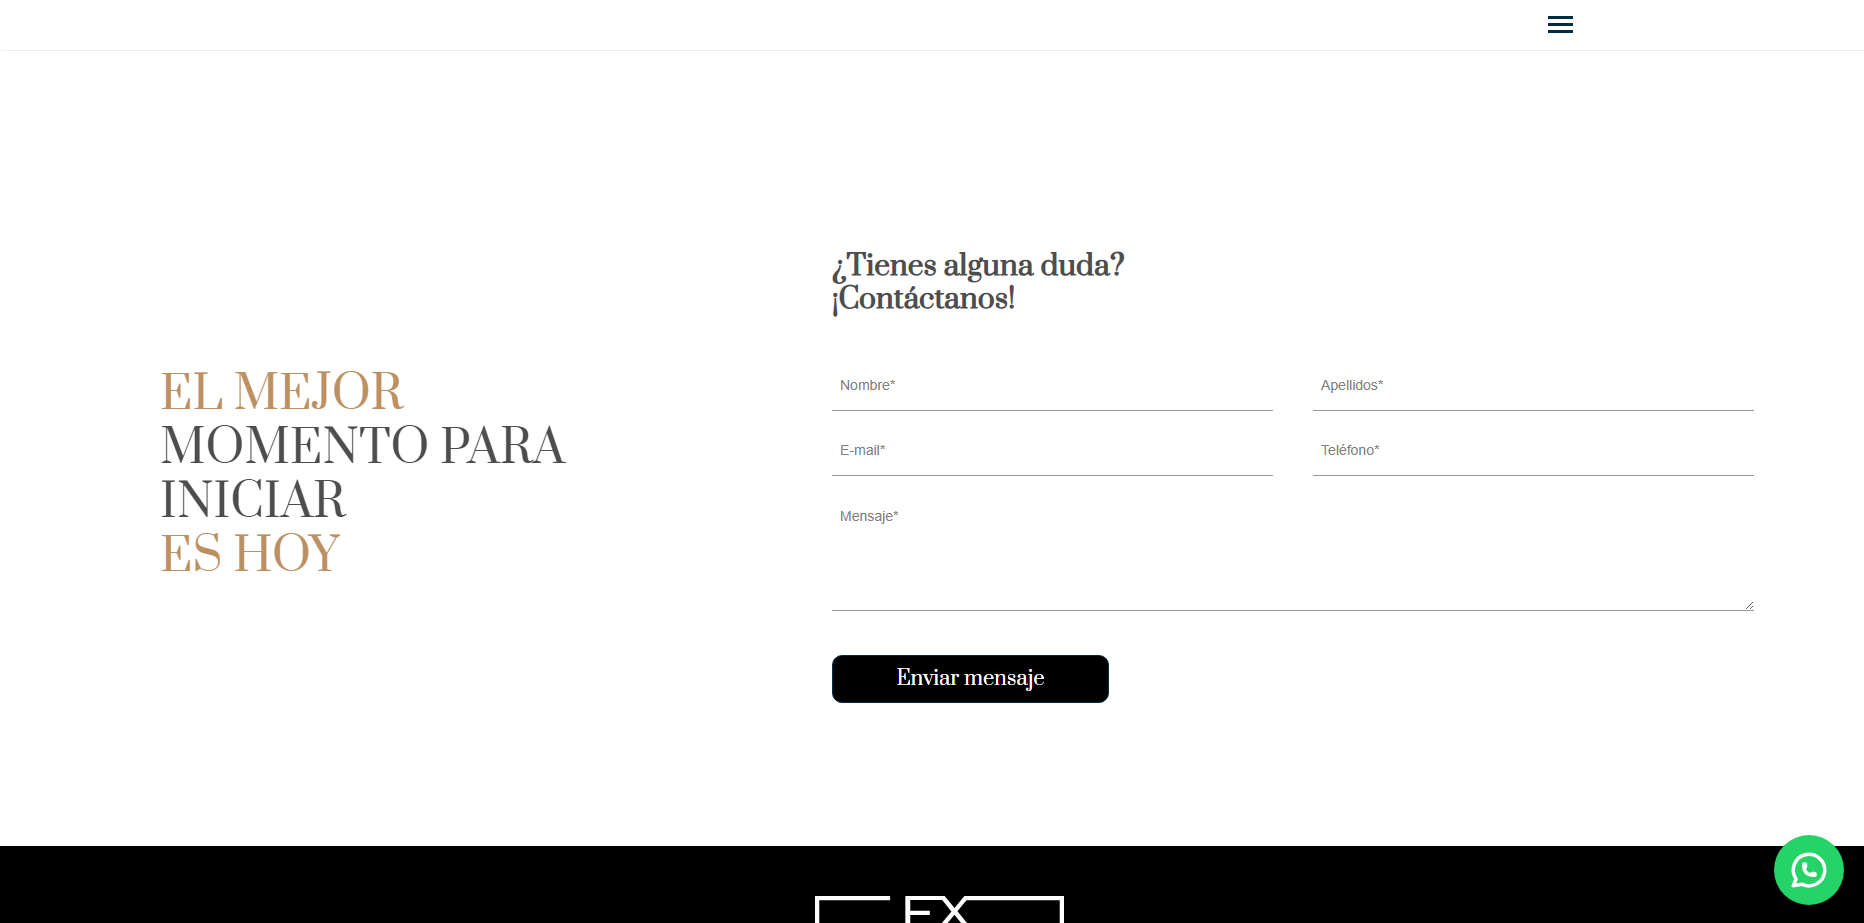 ¿Tienes alguna duda?
¡Contáctanos!
EL MEJOR
MOMENTO PARA
INICIAR
ES HOY
Nombre*
Apellidos*
E-mail*
Teléfono*
Mensaje*
Enviar mensaje
EX